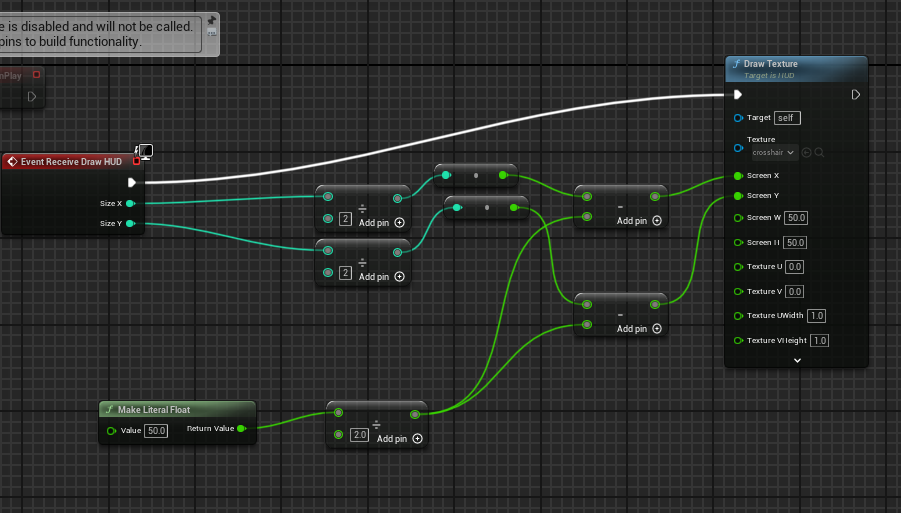 e is disabled and will not be called.
pins to build functionality.
nPlay
Draw Texture
Target is HUD
Target self
Texture
crosshair
Event Receive Draw HUD
Size X
Size Y
÷
2
Add pin
÷
2
Add pin
-
Add pin
-
Add pin
Screen X
Screen Y
Screen W 50.0
Screen H 50.0
Texture U 0.0
Texture V 0.0
Texture UWidth 1.0
Texture VHeight 1.0
Make Literal Float
Value 50.0
Return Value
÷
2.0
Add pin